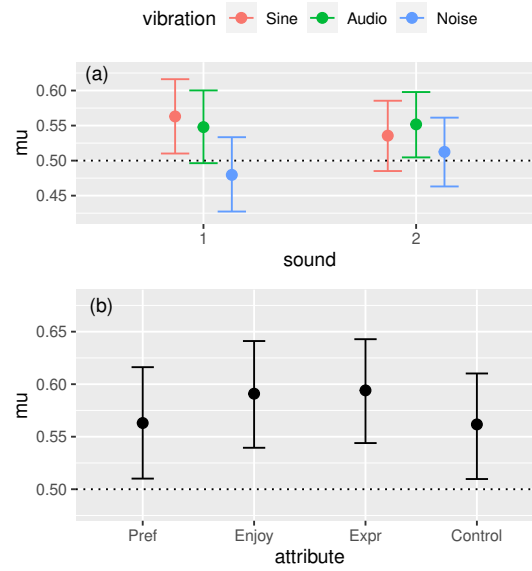 vibration Sine Audio Noise
(a)
0.60
0.55
0.50
0.45
mu
1 2
sound
(b)
0.65
0.60
0.55
0.50
mu
Pref Enjoy Expr Control
attribute